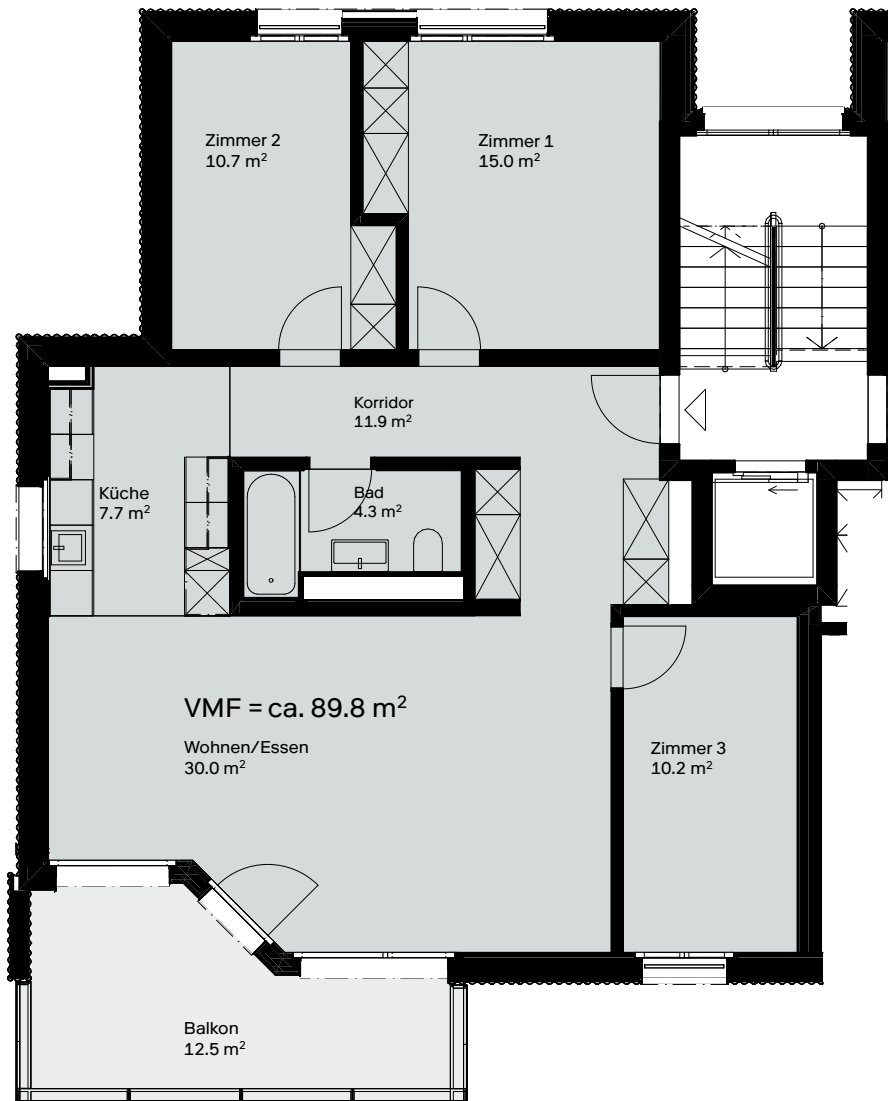 Zimmer 2
10.7 m²
Zimmer 1
15.0 m²
Korridor
11.9 m²
Küche
7.7 m²
Bad
4.3 m²
VMF = ca. 89.8 m²
Wohnen/Essen
30.0 m²
Zimmer 3
10.2 m²
Balkon
12.5 m²